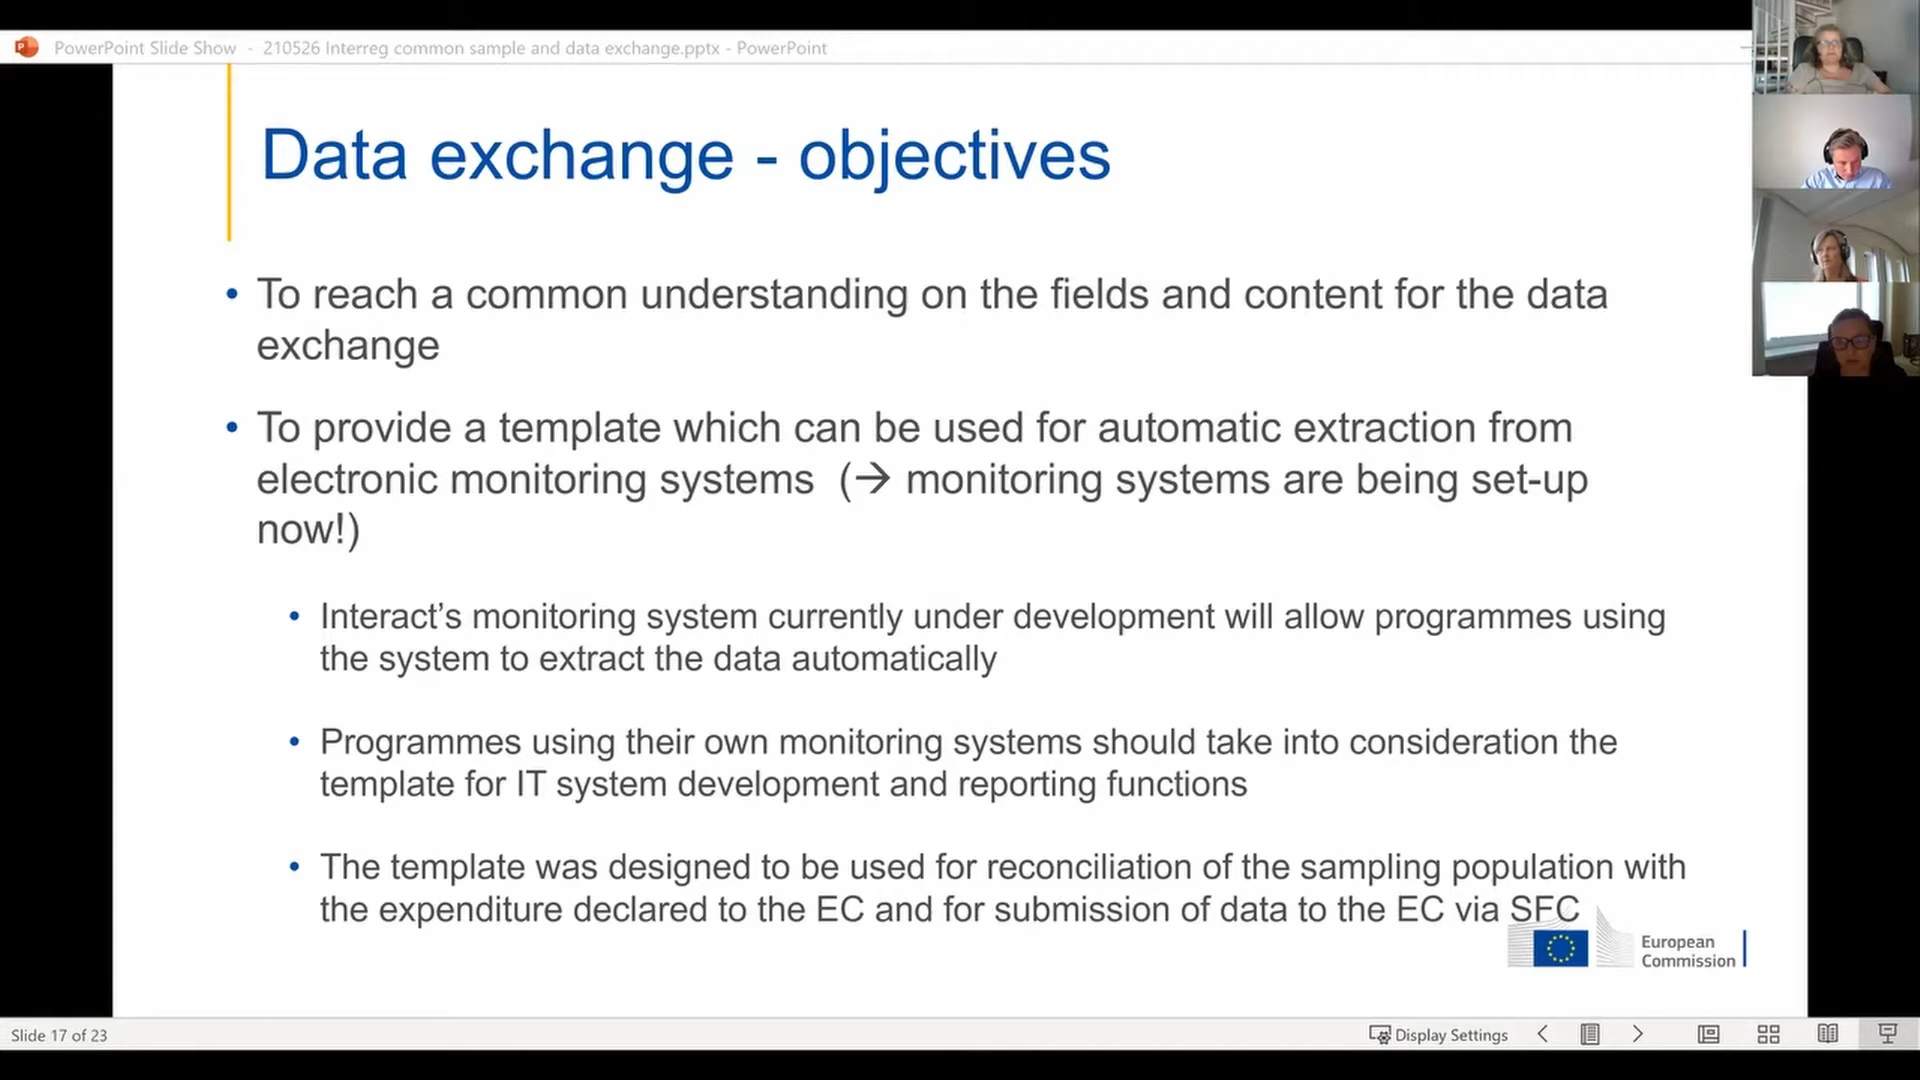 PowerPoint Slide Show - 210526 Interreg common sample and data exchange.pptx - PowerPoint
Data exchange - objectives
• To reach a common understanding on the fields and content for the data
exchange
• To provide a template which can be used for automatic extraction from
electronic monitoring systems (→ monitoring systems are being set-up
now!)
• Interact’s monitoring system currently under development will allow programmes using
the system to extract the data automatically
• Programmes using their own monitoring systems should take into consideration the
template for IT system development and reporting functions
• The template was designed to be used for reconciliation of the sampling population with
the expenditure declared to the EC and for submission of data to the EC via SFC
European
Commission
Slide 17 of 23
Display Settings